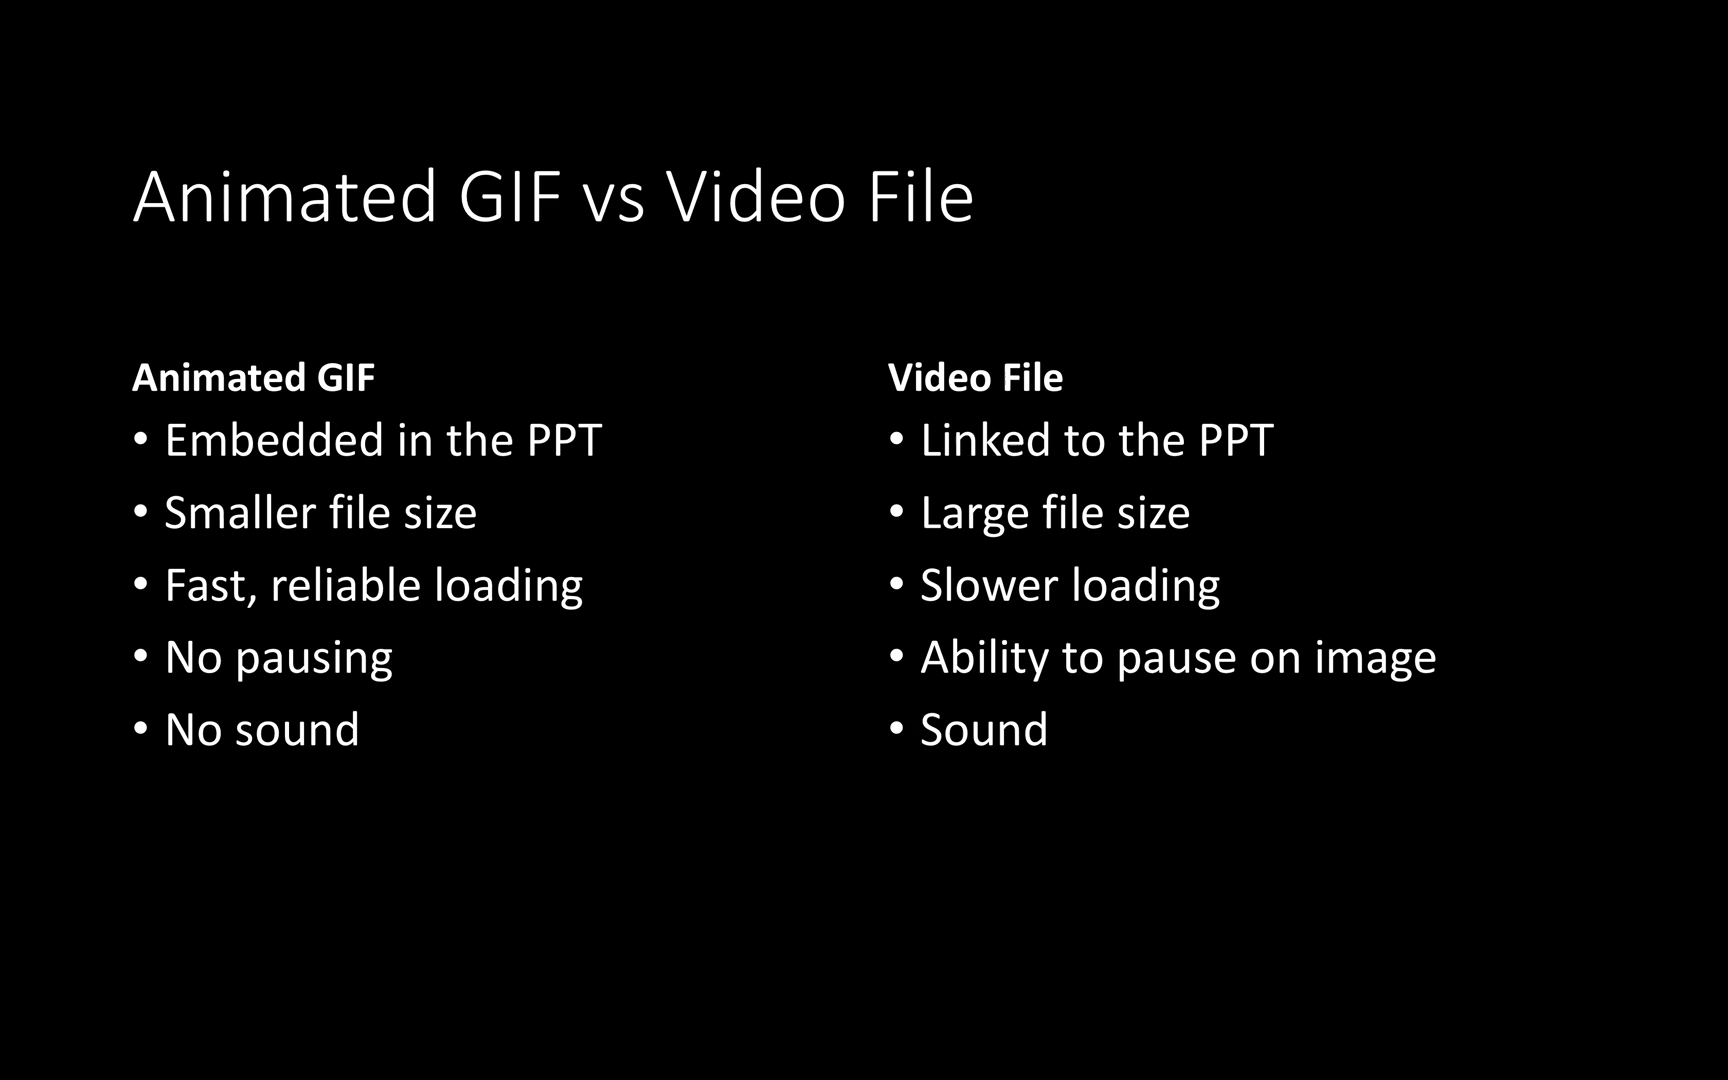 Animated GIF vs Video File
Animated GIF
• Embedded in the PPT
• Smaller file size
• Fast, reliable loading
• No pausing
• No sound
Video File
• Linked to the PPT
• Large file size
• Slower loading
• Ability to pause on image
• Sound